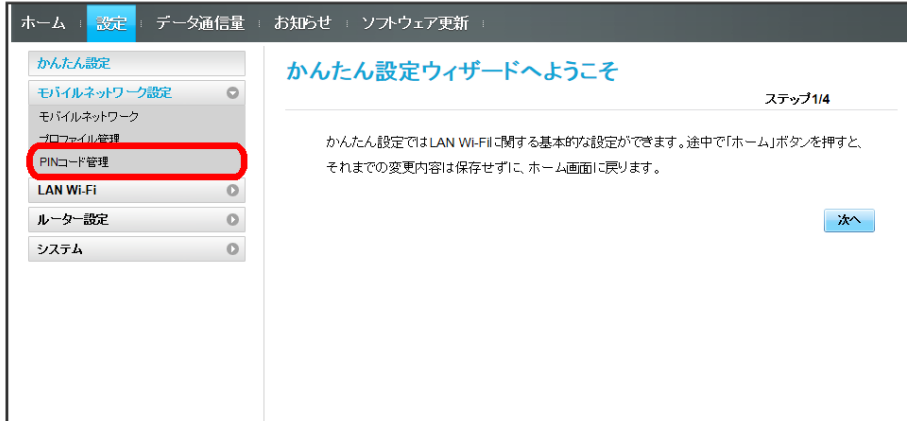 ホーム 設定 データ通信量 お知らせ ソフトウェア更新
かんたん設定
モバイルネットワーク設定
モバイルネットワーク
プロファイル管理
PINコード管理
LAN Wi-Fi
ルーター設定
システム
かんたん設定ウィザードへようこそ
ステップ1/4
かんたん設定ではLAN Wi-Fiに関する基本的な設定ができます。途中で「ホーム」ボタンを押すと、
それまでの変更内容は保存せずに、ホーム画面に戻ります。
次へ